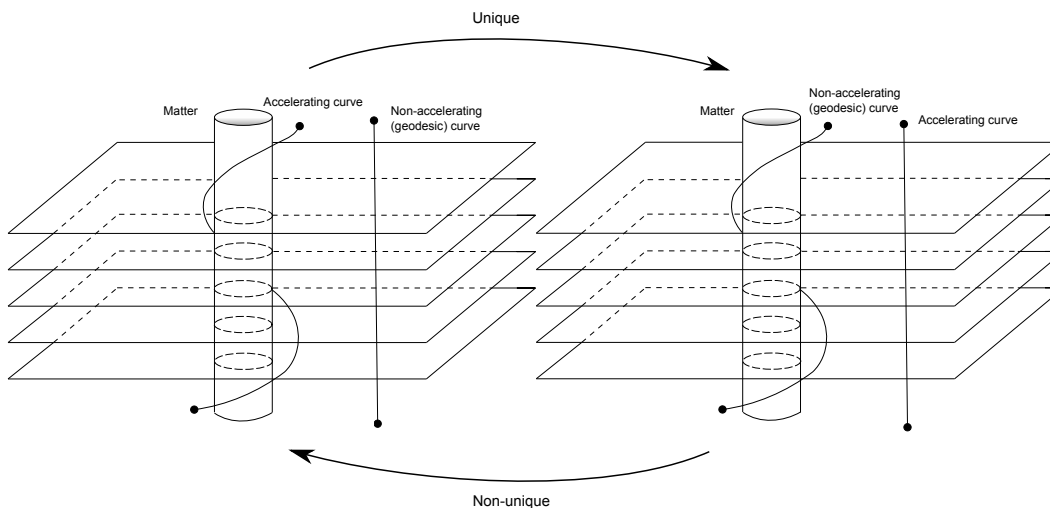 Unique
Matter
Accelerating curve
Non-accelerating
(geodesic) curve
Matter
Non-accelerating
(geodesic) curve
Accelerating curve
Non-unique